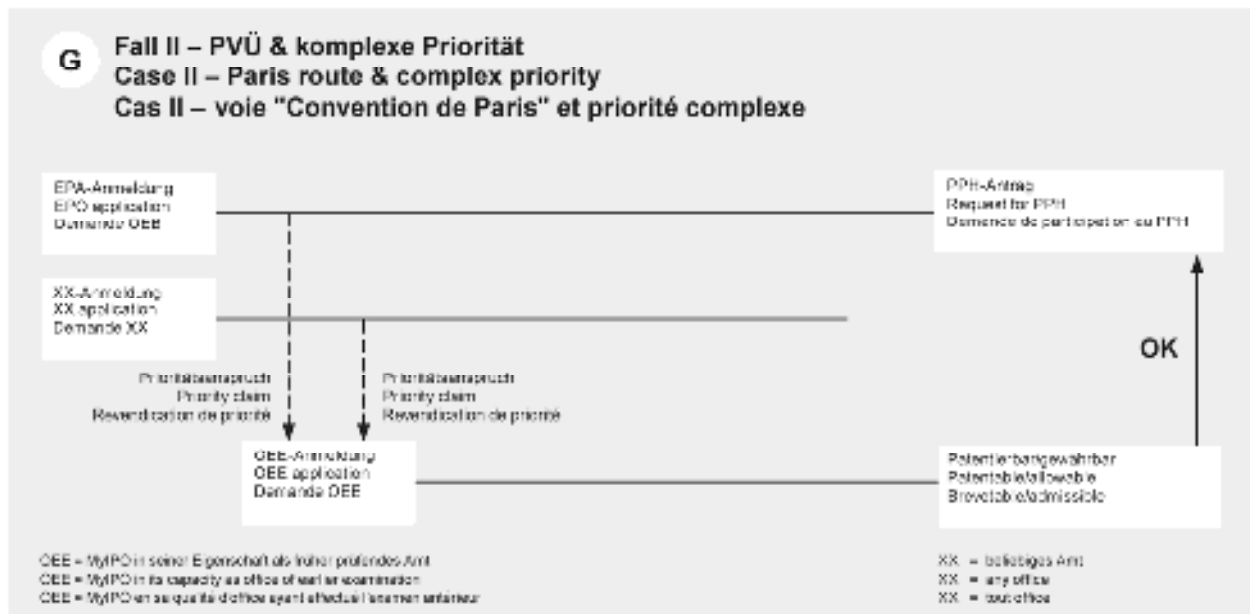 G
Fall II – PVÜ & komplexe Priorität
Case II – Paris route & complex priority
Cas II – voie "Convention de Paris" et priorité complexe
EPA-Anmeldung
EPO application
Demande OEB
PPH-Antrag
Request for PPH
Demande de participation au PPH
XX-Anmeldung
XX application
Demande XX
OK
Prioritätsanspruch
Priority claim
Revendication de priorité
Prioritätsanspruch
Priority claim
Revendication de priorité
OEE-Anmeldung
OEE application
Demande OEE
Patentierbar/gewährbar
Patentable/allowable
Brevetable/admissible
OEE = MyIPO in seiner Eigenschaft als früher prüfendes Amt
OEE = MyIPO in its capacity as office of earlier examination
OEE = MyIPO en sa qualité d'office ayant effectué l'examen antérieur
XX = beliebiges Amt
XX = any office
XX = tout office